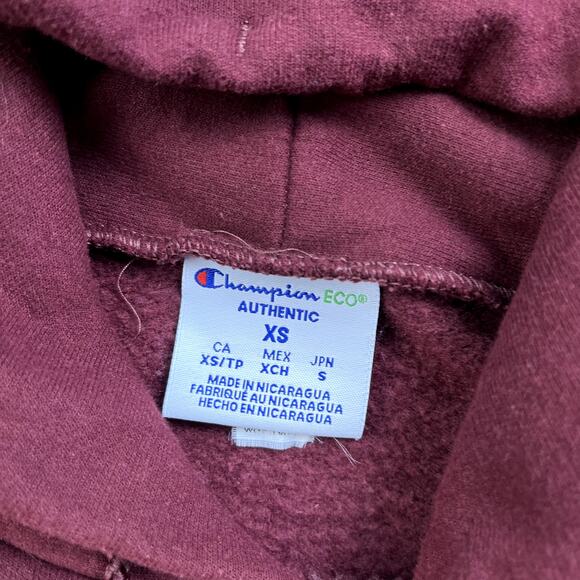 Champion ECO®
AUTHENTIC
XS
CA MEX JPN
XS/TP XCH S
MADE IN NICARAGUA
FABRIQUÉ AU NICARAGUA
HECHO EN NICARAGUA